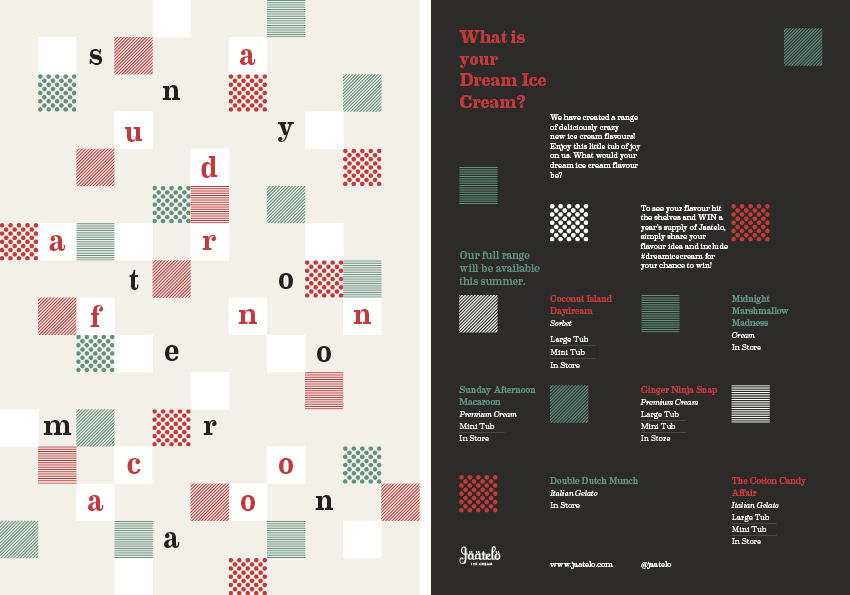 s a
n
u y
d
a r
t o
f n n
e o
m r
c o
a o n
a
What is
your
Dream Ice
Cream?
We have created a range
of deliciously crazy
new ice cream flavours!
Enjoy this little tub of joy
on us. What would your
dream ice cream flavour
be?
To see your flavour hit
the shelves and WIN a
year's supply of Jäätelo,
simply share your
flavour idea and include
#dreamicecream for
your chance to win!
Our full range
will be available
this summer.
Coconut Island
Daydream
Sorbet
Large Tub
Mini Tub
In Store
Midnight
Marshmallow
Madness
Cream
In Store
Sunday Afternoon
Macaroon
Premium Cream
Mini Tub
In Store
Ginger Ninja Snap
Premium Cream
Large Tub
Mini Tub
In Store
Double Dutch Munch
Italian Gelato
In Store
The Cotton Candy
Affair
Italian Gelato
Large Tub
Mini Tub
In Store
Jäätelö
ICE CREAM
www.jaatelo.com
@jaatelo